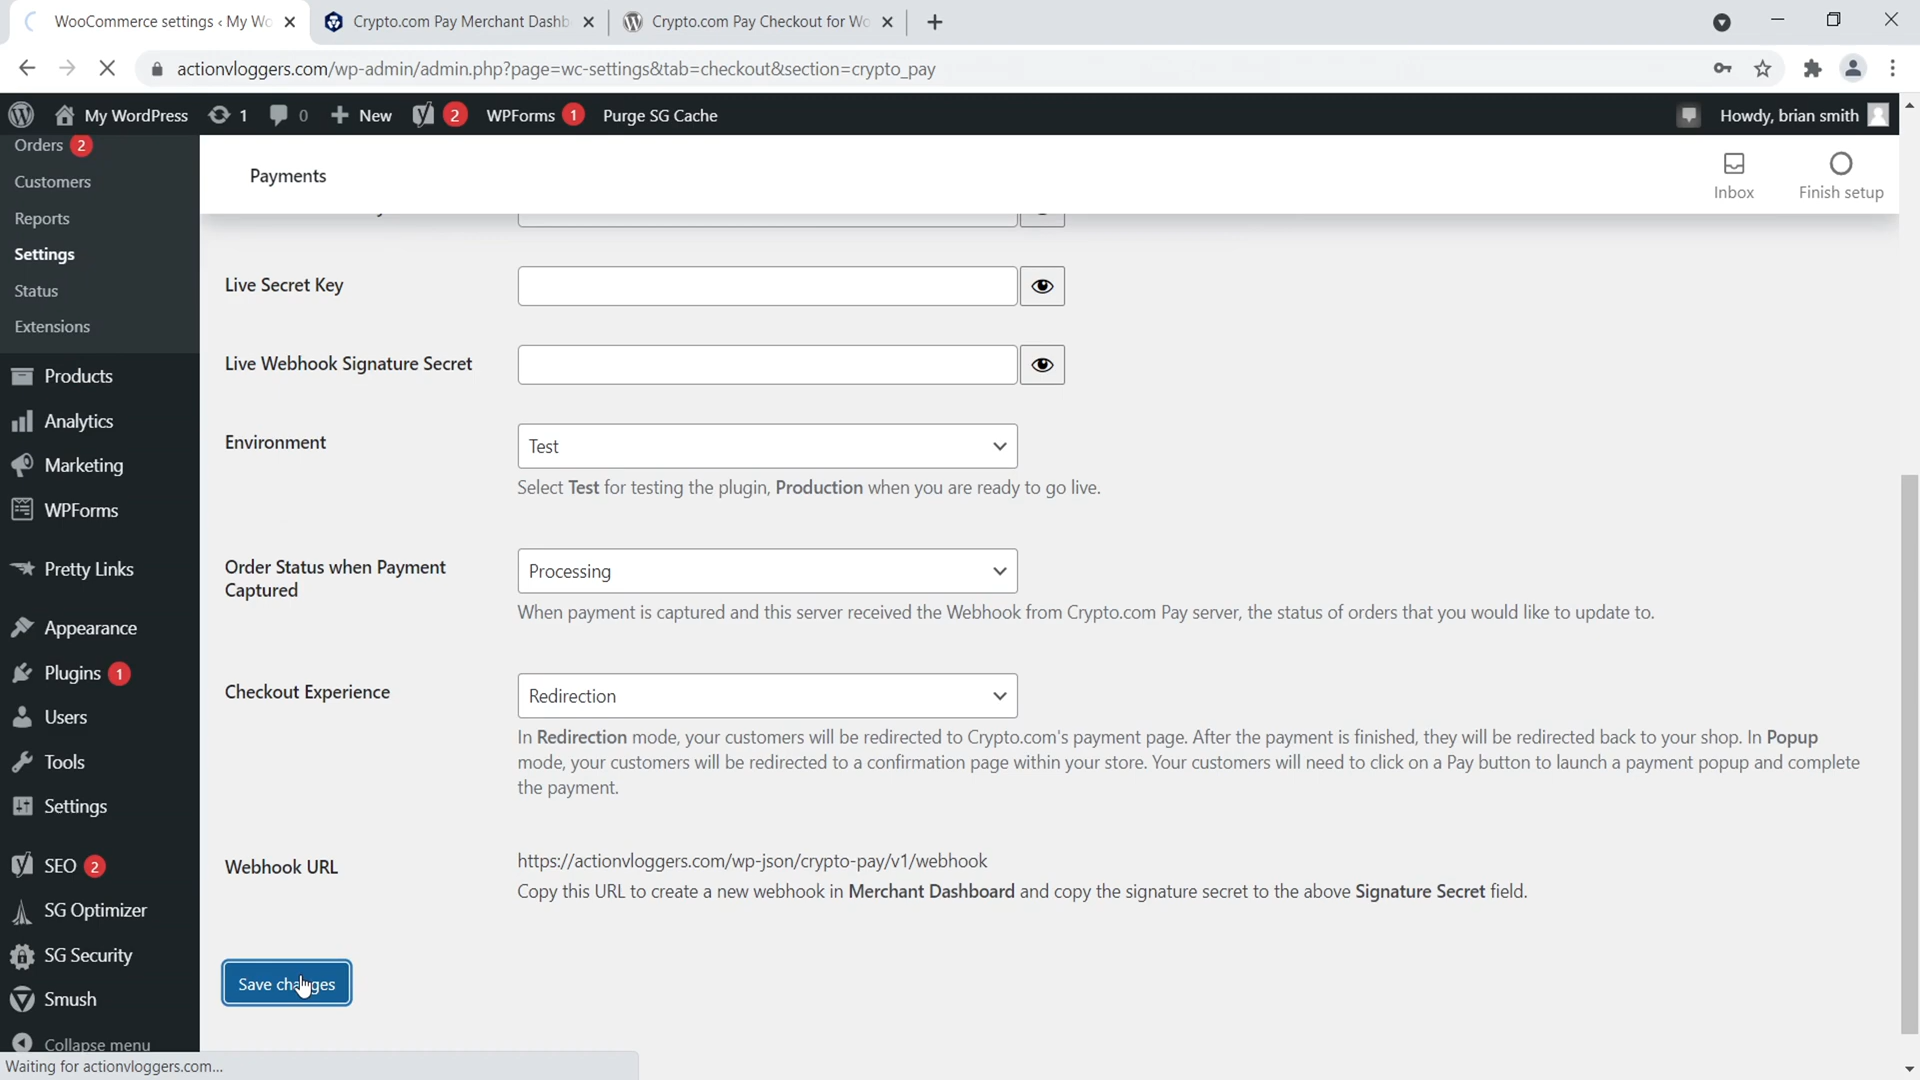 WooCommerce settings ‹ My Wo
Crypto.com Pay Merchant Dashb
Crypto.com Pay Checkout for Wo
actionvloggers.com/wp-admin/admin.php?page=wc-settings&tab=checkout&section=crypto_pay
My WordPress
1
0
New
2
WPForms 1
Purge SG Cache
Howdy, brian smith
Orders 2
Customers
Reports
Settings
Status
Extensions
Products
Analytics
Marketing
WPForms
Pretty Links
Appearance
Plugins 1
Users
Tools
Settings
SEO 2
SG Optimizer
SG Security
Smush
Collapse menu
Payments
Inbox
Finish setup
Live Secret Key
Live Webhook Signature Secret
Environment
Test
Select Test for testing the plugin, Production when you are ready to go live.
Order Status when Payment
Captured
Processing
When payment is captured and this server received the Webhook from Crypto.com Pay server, the status of orders that you would like to update to.
Checkout Experience
Redirection
In Redirection mode, your customers will be redirected to Crypto.com's payment page. After the payment is finished, they will be redirected back to your shop. In Popup
mode, your customers will be redirected to a confirmation page within your store. Your customers will need to click on a Pay button to launch a payment popup and complete
the payment.
Webhook URL
https://actionvloggers.com/wp-json/crypto-pay/v1/webhook
Copy this URL to create a new webhook in Merchant Dashboard and copy the signature secret to the above Signature Secret field.
Save changes
Waiting for actionvloggers.com...